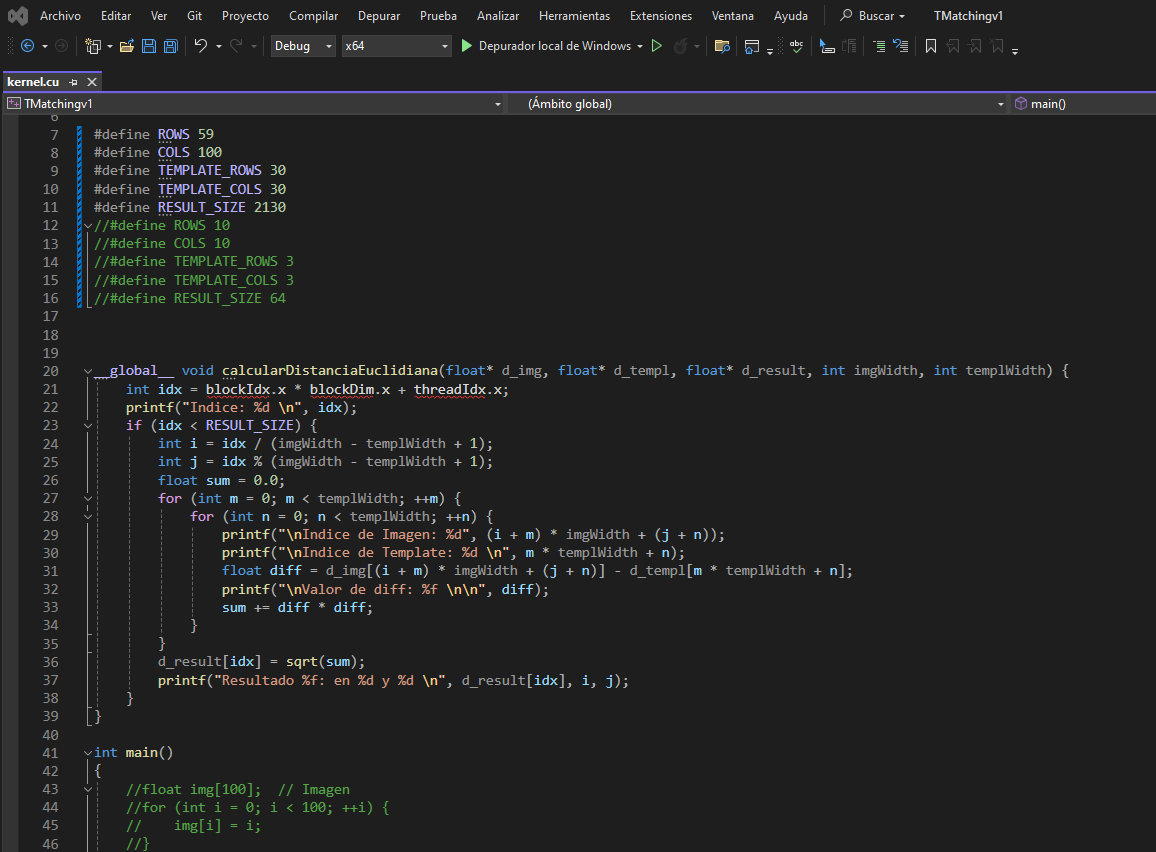 Archivo Editar Ver Git Proyecto Compilar Depurar Prueba Analizar Herramientas Extensiones Ventana Ayuda Buscar TMatchingv1
Debug x64 Depurador local de Windows abc
kernel.cu
TMatchingv1 (Ámbito global) main()
6
7 #define ROWS 59
8 #define COLS 100
9 #define TEMPLATE_ROWS 30
10 #define TEMPLATE_COLS 30
11 #define RESULT_SIZE 2130
12 //#define ROWS 10
13 //#define COLS 10
14 //#define TEMPLATE_ROWS 3
15 //#define TEMPLATE_COLS 3
16 //#define RESULT_SIZE 64
17
18
19
20 __global__ void calcularDistanciaEuclidiana(float* d_img, float* d_templ, float* d_result, int imgWidth, int templWidth) {
21 int idx = blockIdx.x * blockDim.x + threadIdx.x;
22 printf("Indice: %d \n", idx);
23 if (idx < RESULT_SIZE) {
24 int i = idx / (imgWidth - templWidth + 1);
25 int j = idx % (imgWidth - templWidth + 1);
26 float sum = 0.0;
27 for (int m = 0; m < templWidth; ++m) {
28 for (int n = 0; n < templWidth; ++n) {
29 printf("\nIndice de Imagen: %d", (i + m) * imgWidth + (j + n));
30 printf("\nIndice de Template: %d \n", m * templWidth + n);
31 float diff = d_img[(i + m) * imgWidth + (j + n)] - d_templ[m * templWidth + n];
32 printf("\nValor de diff: %f \n\n", diff);
33 sum += diff * diff;
34 }
35 }
36 d_result[idx] = sqrt(sum);
37 printf("Resultado %f: en %d y %d \n", d_result[idx], i, j);
38 }
39 }
40
41 int main()
42 {
43 //float img[100]; // Imagen
44 //for (int i = 0; i < 100; ++i) {
45 // img[i] = i;
46 //}